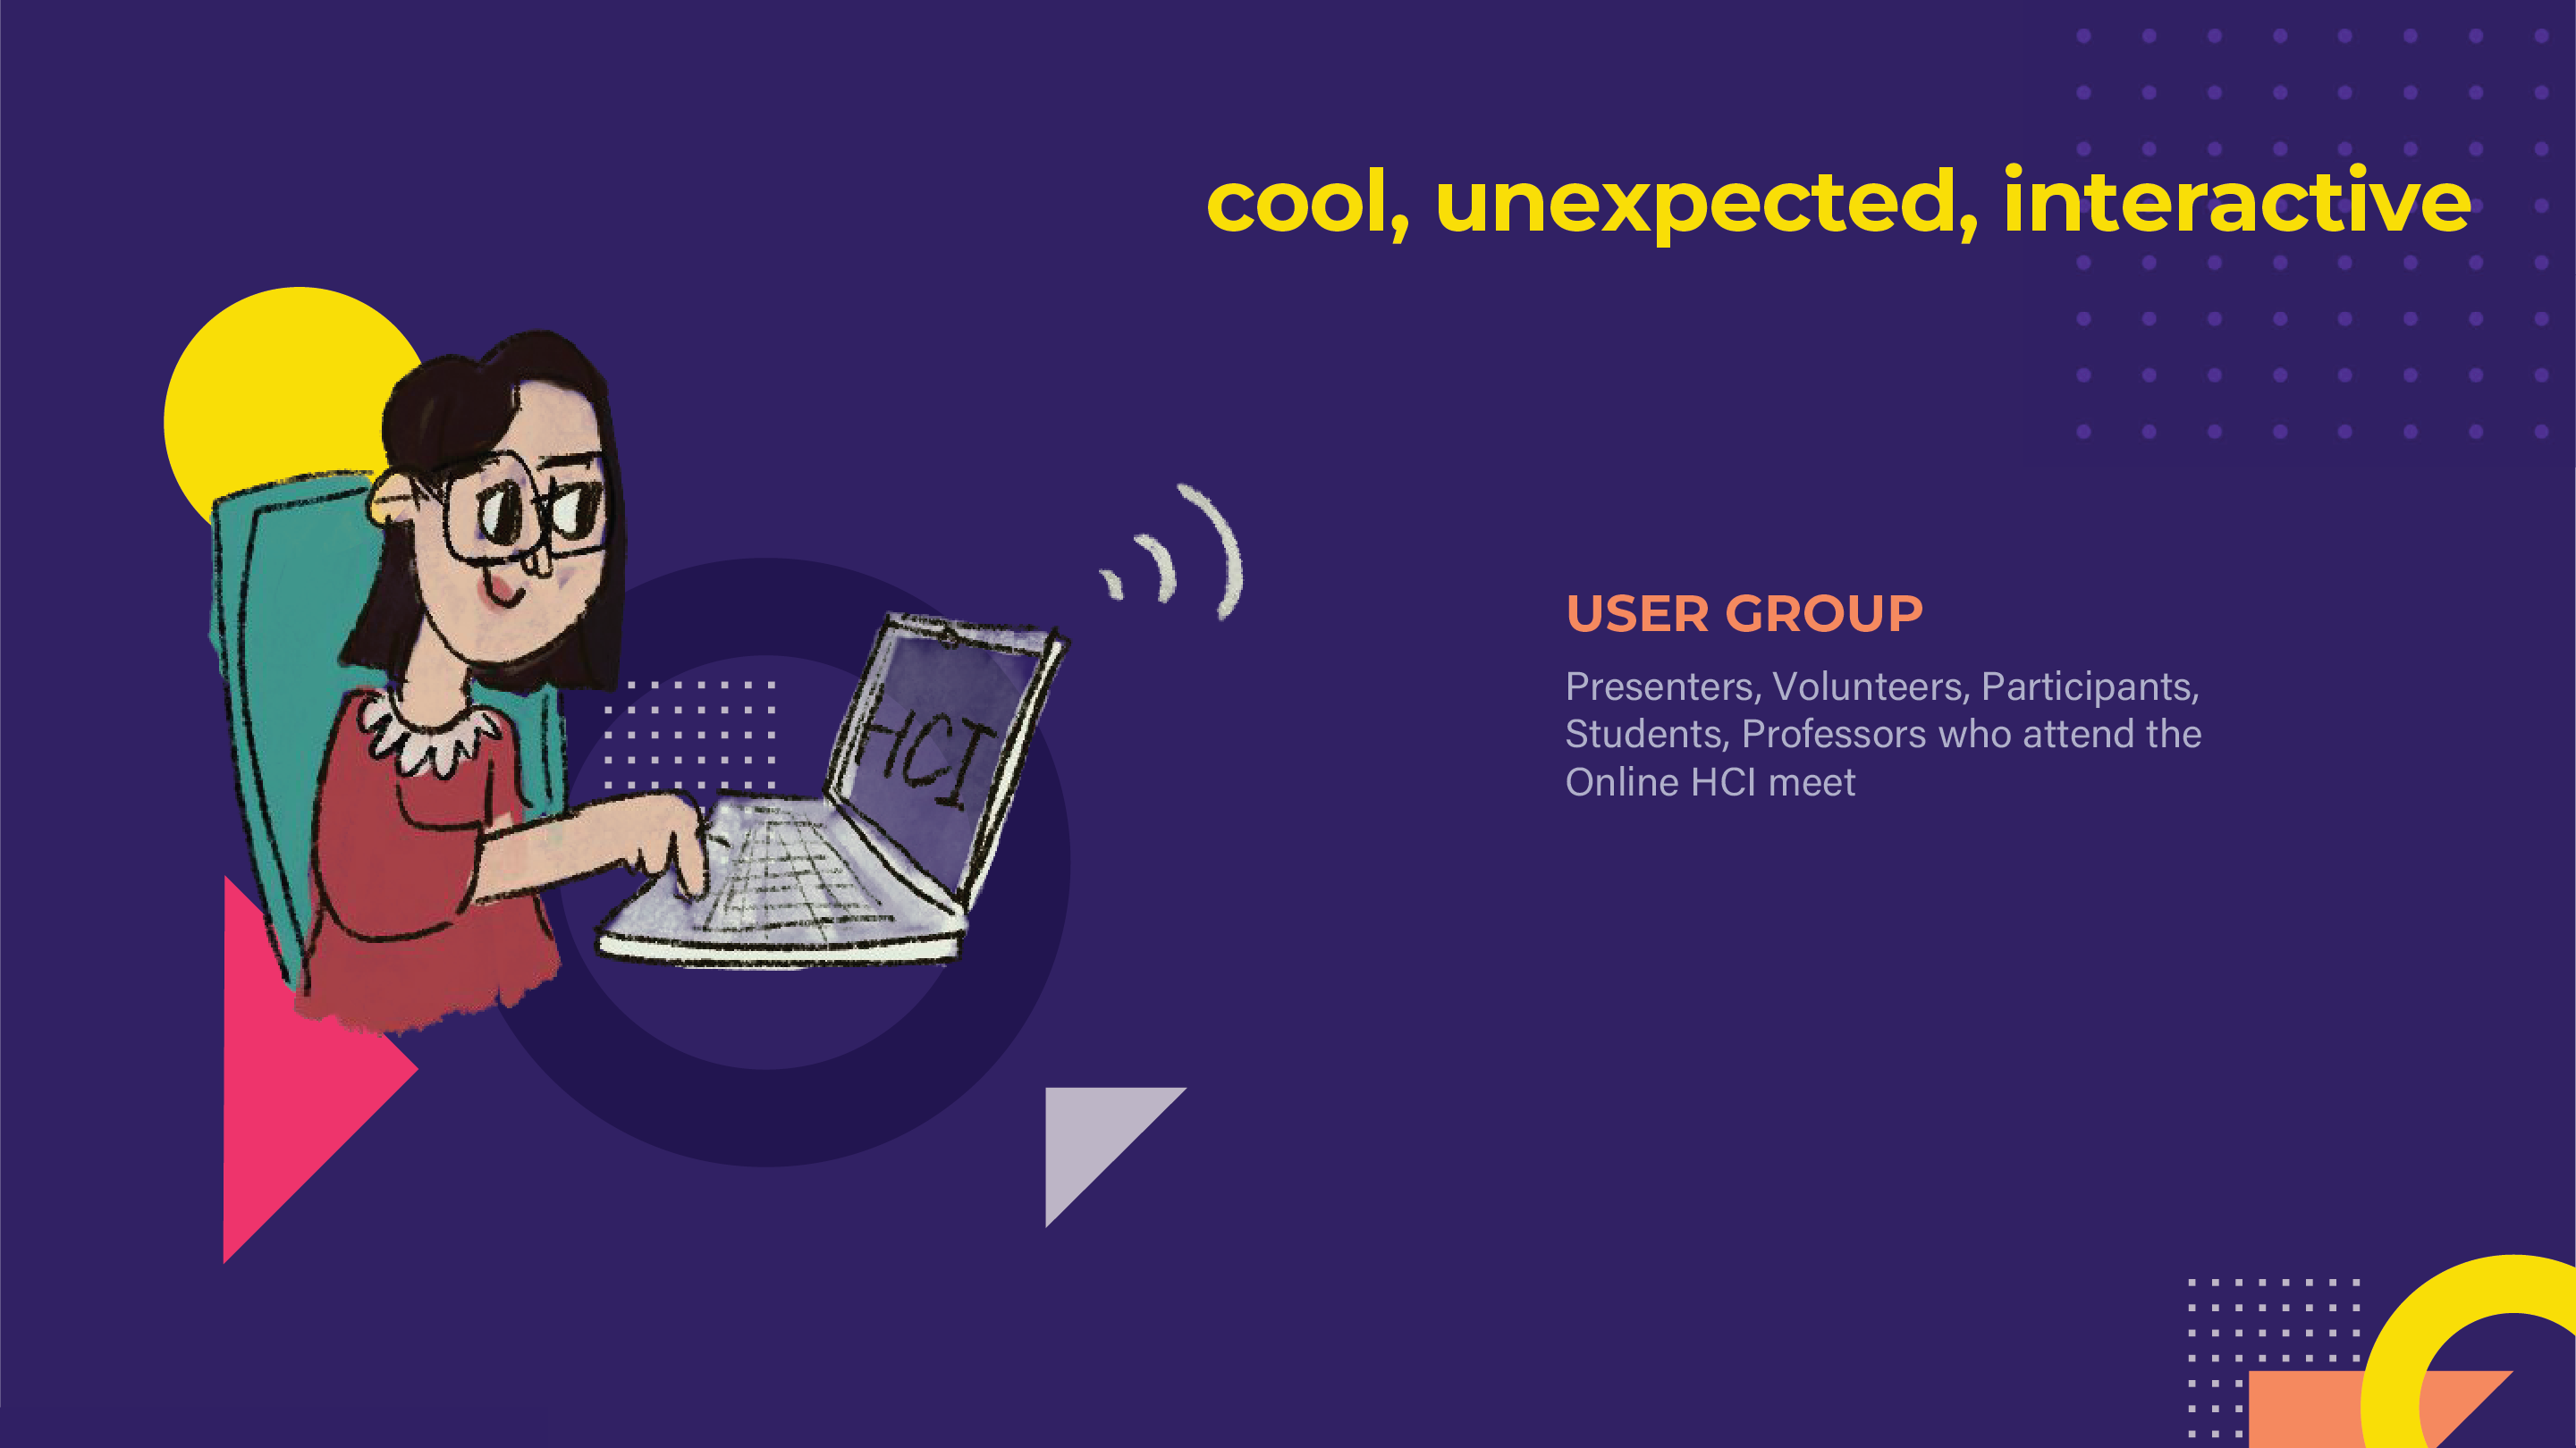 cool, unexpected, interactive
HCI
USER GROUP
Presenters, Volunteers, Participants,
Students, Professors who attend the
Online HCI meet